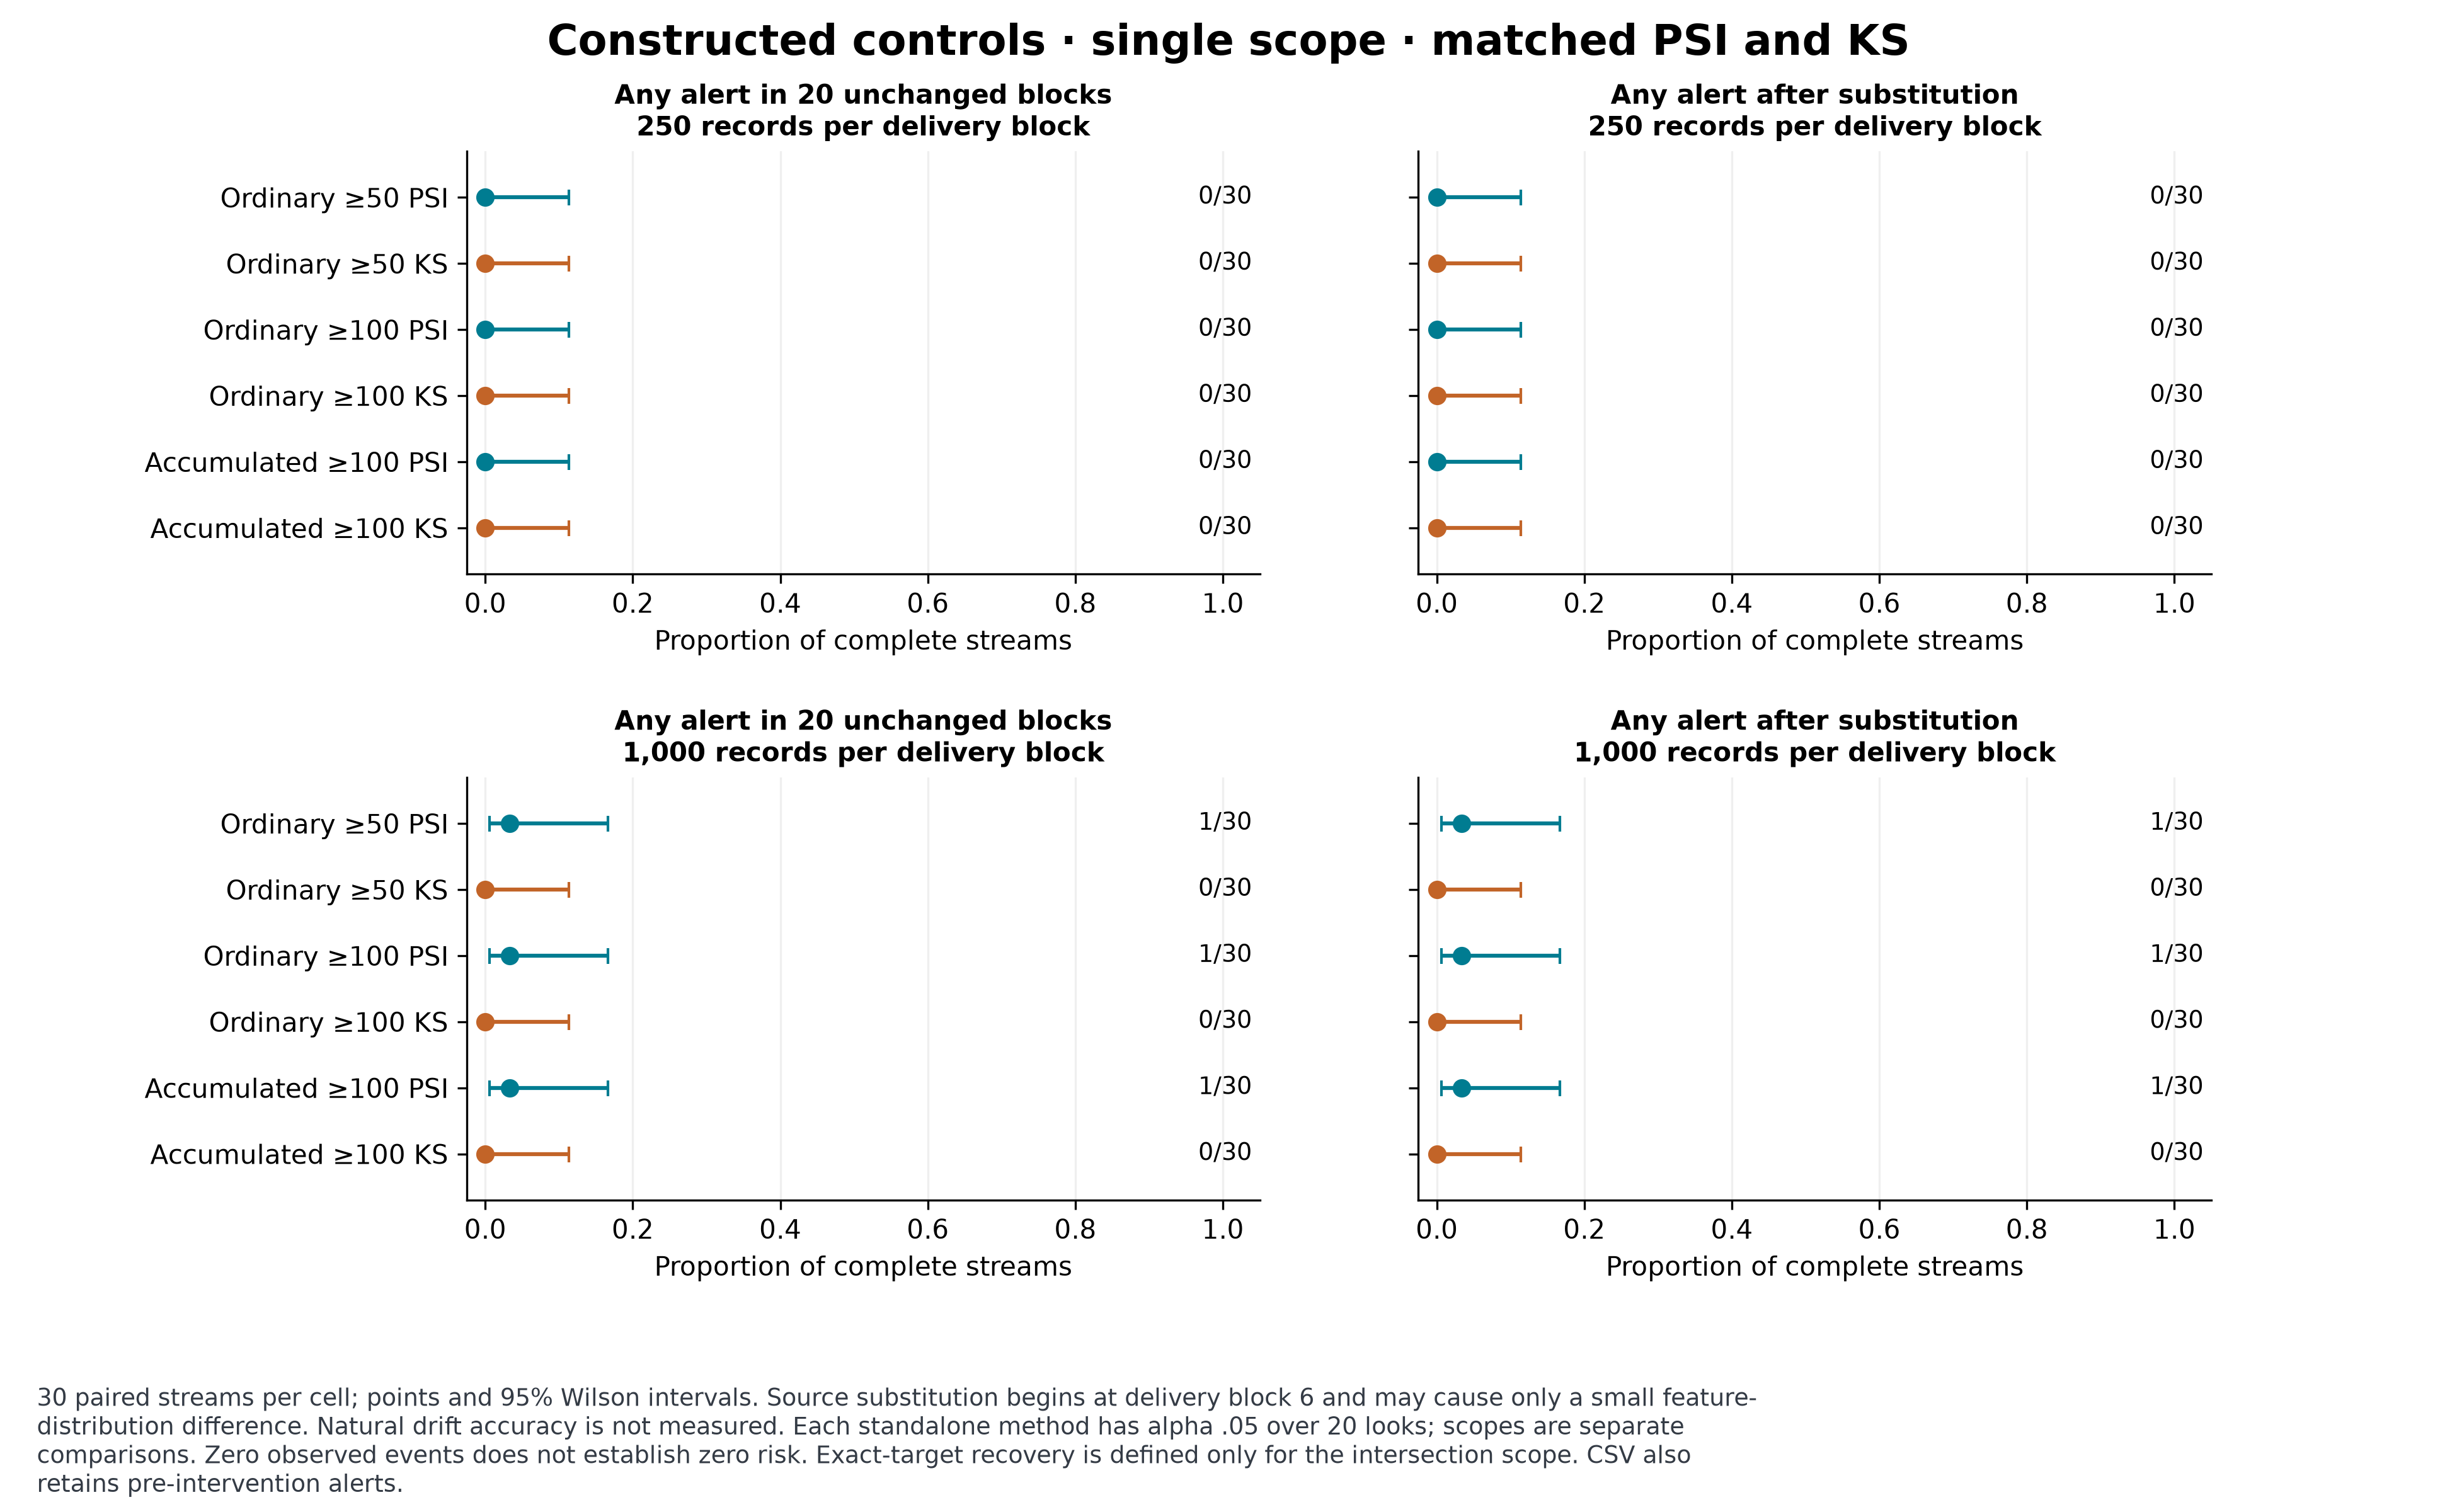 Constructed controls · single scope · matched PSI and KS
Any alert in 20 unchanged blocks
250 records per delivery block
Ordinary ≥50 PSI
0/30
Ordinary ≥50 KS
0/30
Ordinary ≥100 PSI
0/30
Ordinary ≥100 KS
0/30
Accumulated ≥100 PSI
0/30
Accumulated ≥100 KS
0/30
0.0 0.2 0.4 0.6 0.8 1.0
Proportion of complete streams
Any alert after substitution
250 records per delivery block
0/30
0/30
0/30
0/30
0/30
0/30
0.0 0.2 0.4 0.6 0.8 1.0
Proportion of complete streams
Any alert in 20 unchanged blocks
1,000 records per delivery block
Ordinary ≥50 PSI
1/30
Ordinary ≥50 KS
0/30
Ordinary ≥100 PSI
1/30
Ordinary ≥100 KS
0/30
Accumulated ≥100 PSI
1/30
Accumulated ≥100 KS
0/30
0.0 0.2 0.4 0.6 0.8 1.0
Proportion of complete streams
Any alert after substitution
1,000 records per delivery block
1/30
0/30
1/30
0/30
1/30
0/30
0.0 0.2 0.4 0.6 0.8 1.0
Proportion of complete streams
30 paired streams per cell; points and 95% Wilson intervals. Source substitution begins at delivery block 6 and may cause only a small feature-
distribution difference. Natural drift accuracy is not measured. Each standalone method has alpha .05 over 20 looks; scopes are separate
comparisons. Zero observed events does not establish zero risk. Exact-target recovery is defined only for the intersection scope. CSV also
retains pre-intervention alerts.